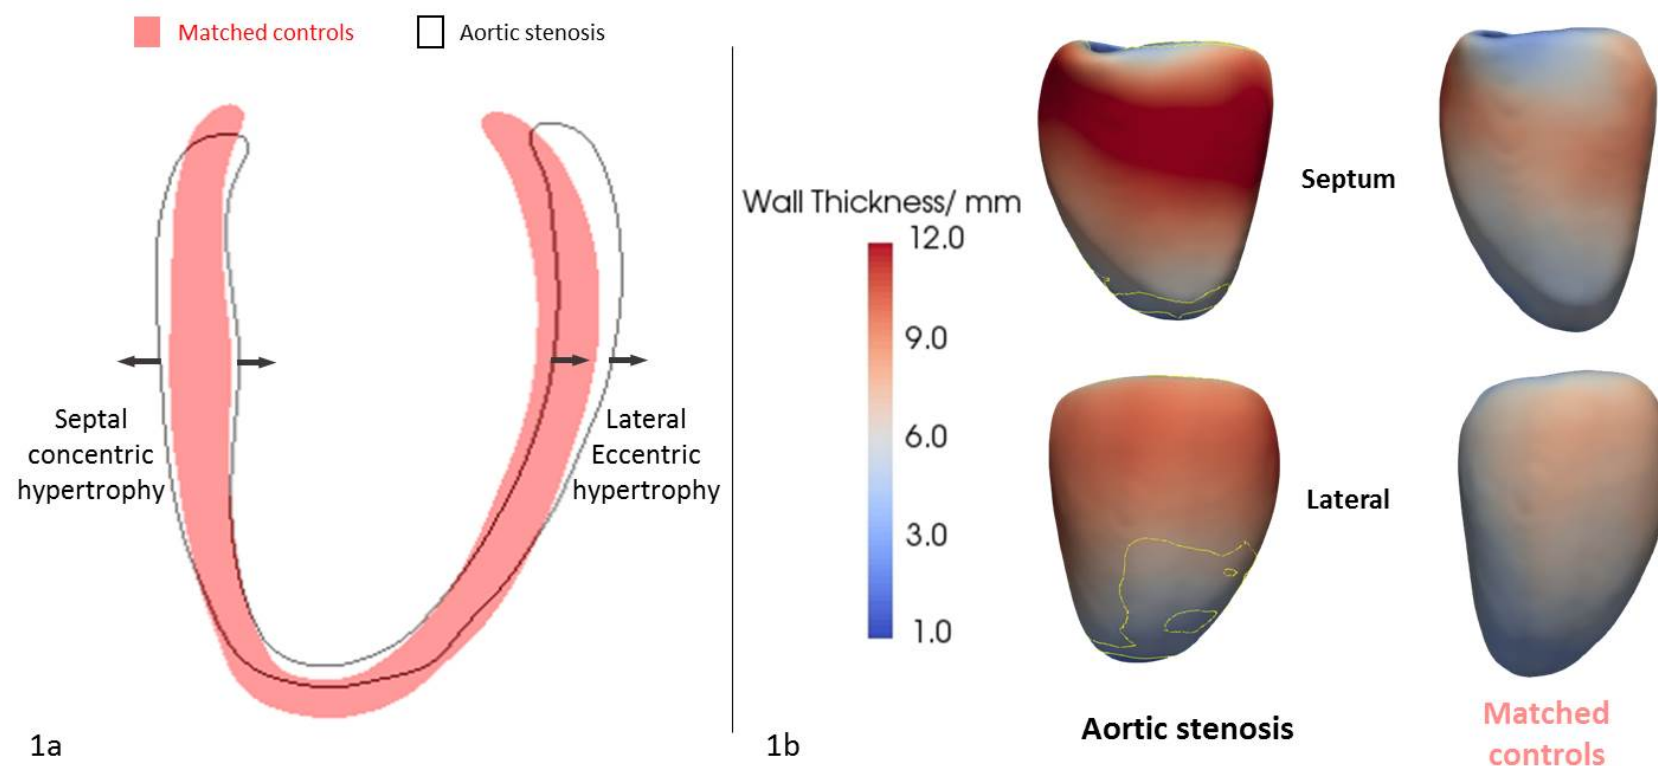 Matched controls
Aortic stenosis
Septal
concentric
hypertrophy
Lateral
Eccentric
hypertrophy
1a
Wall Thickness/ mm
12.0
9.0
6.0
3.0
1.0
Septum
Lateral
Aortic stenosis
Matched
controls
1b